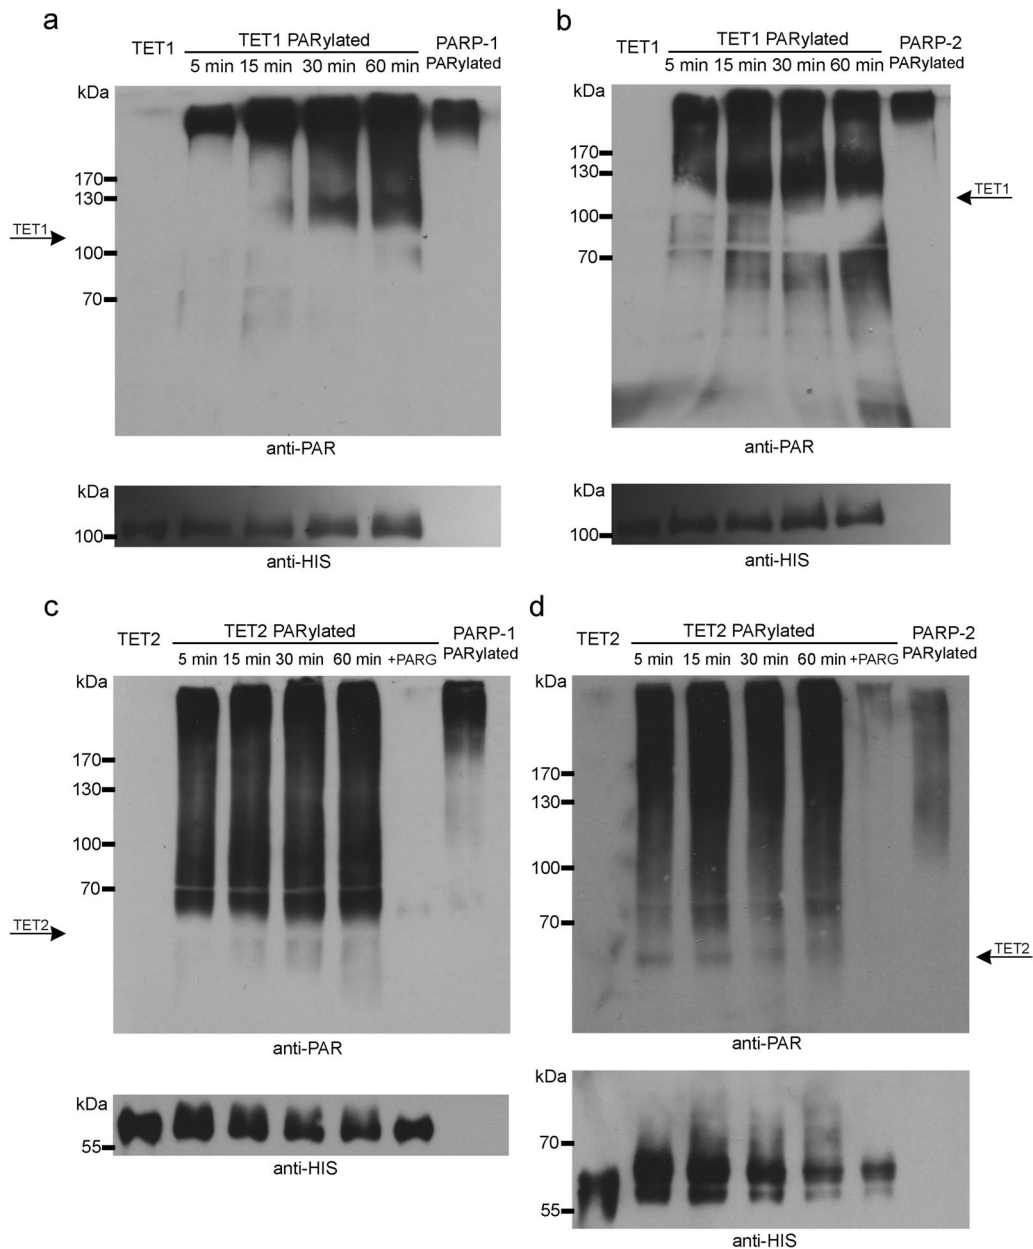 a
TET1
TET1 PARylated
5 min 15 min 30 min 60 min
PARP-1
PARylated
kDa
170
130
TET1
100
70
anti-PAR
kDa
100
anti-HIS
b
TET1
TET1 PARylated
5 min 15 min 30 min 60 min
PARP-2
PARylated
kDa
170
130
TET1
100
70
anti-PAR
kDa
100
anti-HIS
c
TET2
TET2 PARylated
5 min 15 min 30 min 60 min +PARG
PARP-1
PARylated
kDa
170
130
100
70
TET2
anti-PAR
kDa
55
anti-HIS
d
TET2
TET2 PARylated
5 min 15 min 30 min 60 min +PARG
PARP-2
PARylated
kDa
170
130
100
70
TET2
anti-PAR
kDa
70
55
anti-HIS